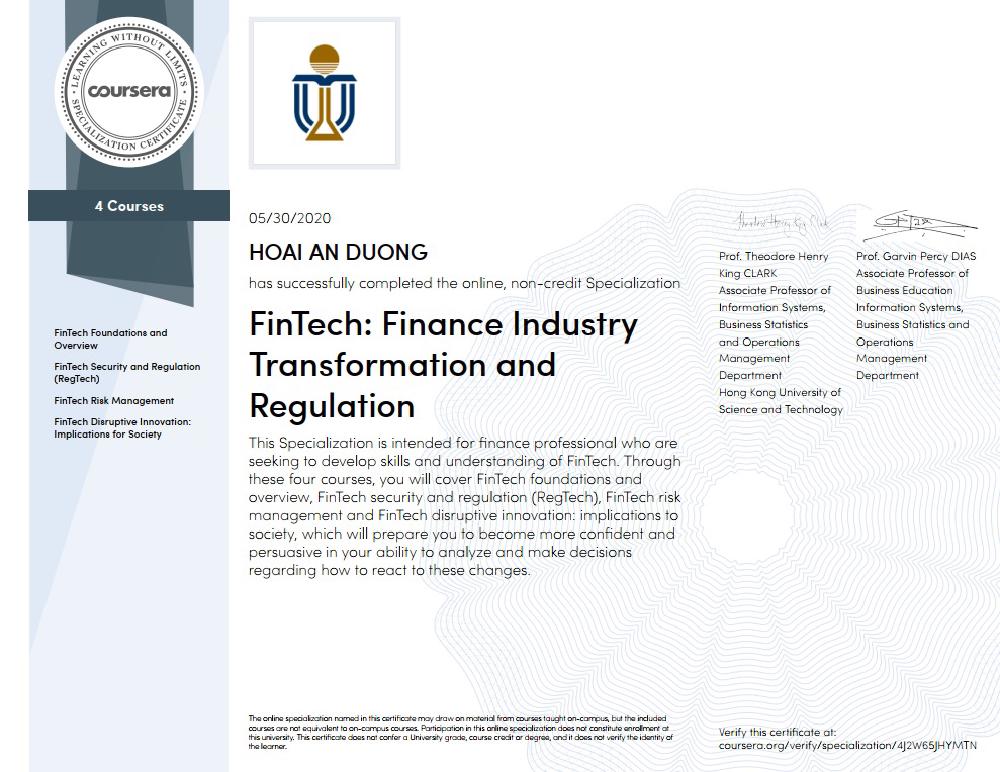 LEARNING WITHOUT LIMITS
coursera
SPECIALIZATION CERTIFICATE
4 Courses
FinTech Foundations and
Overview
FinTech Security and Regulation
(RegTech)
FinTech Risk Management
FinTech Disruptive Innovation:
Implications for Society
05/30/2020
HOAI AN DUONG
has successfully completed the online, non-credit Specialization
FinTech: Finance Industry
Transformation and
Regulation
This Specialization is intended for finance professional who are
seeking to develop skills and understanding of FinTech. Through
these four courses, you will cover FinTech foundations and
overview, FinTech security and regulation (RegTech), FinTech risk
management and FinTech disruptive innovation: implications to
society, which will prepare you to become more confident and
persuasive in your ability to analyze and make decisions
regarding how to react to these changes.
Prof. Theodore Henry
King CLARK
Associate Professor of
Information Systems,
Business Statistics
and Operations
Management
Department
Hong Kong University of
Science and Technology
Prof. Garvin Percy DIAS
Associate Professor of
Business Education
Information Systems,
Business Statistics and
Operations
Management
Department
The online specialization named in this certificate may draw on material from courses taught on-campus, but the included
courses are not equivalent to on-campus courses. Participation in this online specialization does not constitute enrollment at
this university. This certificate does not confer a University grade, course credit or degree, and it does not verify the identity of
the learner.
Verify this certificate at:
coursera.org/verify/specialization/4J2W65JHYMTN